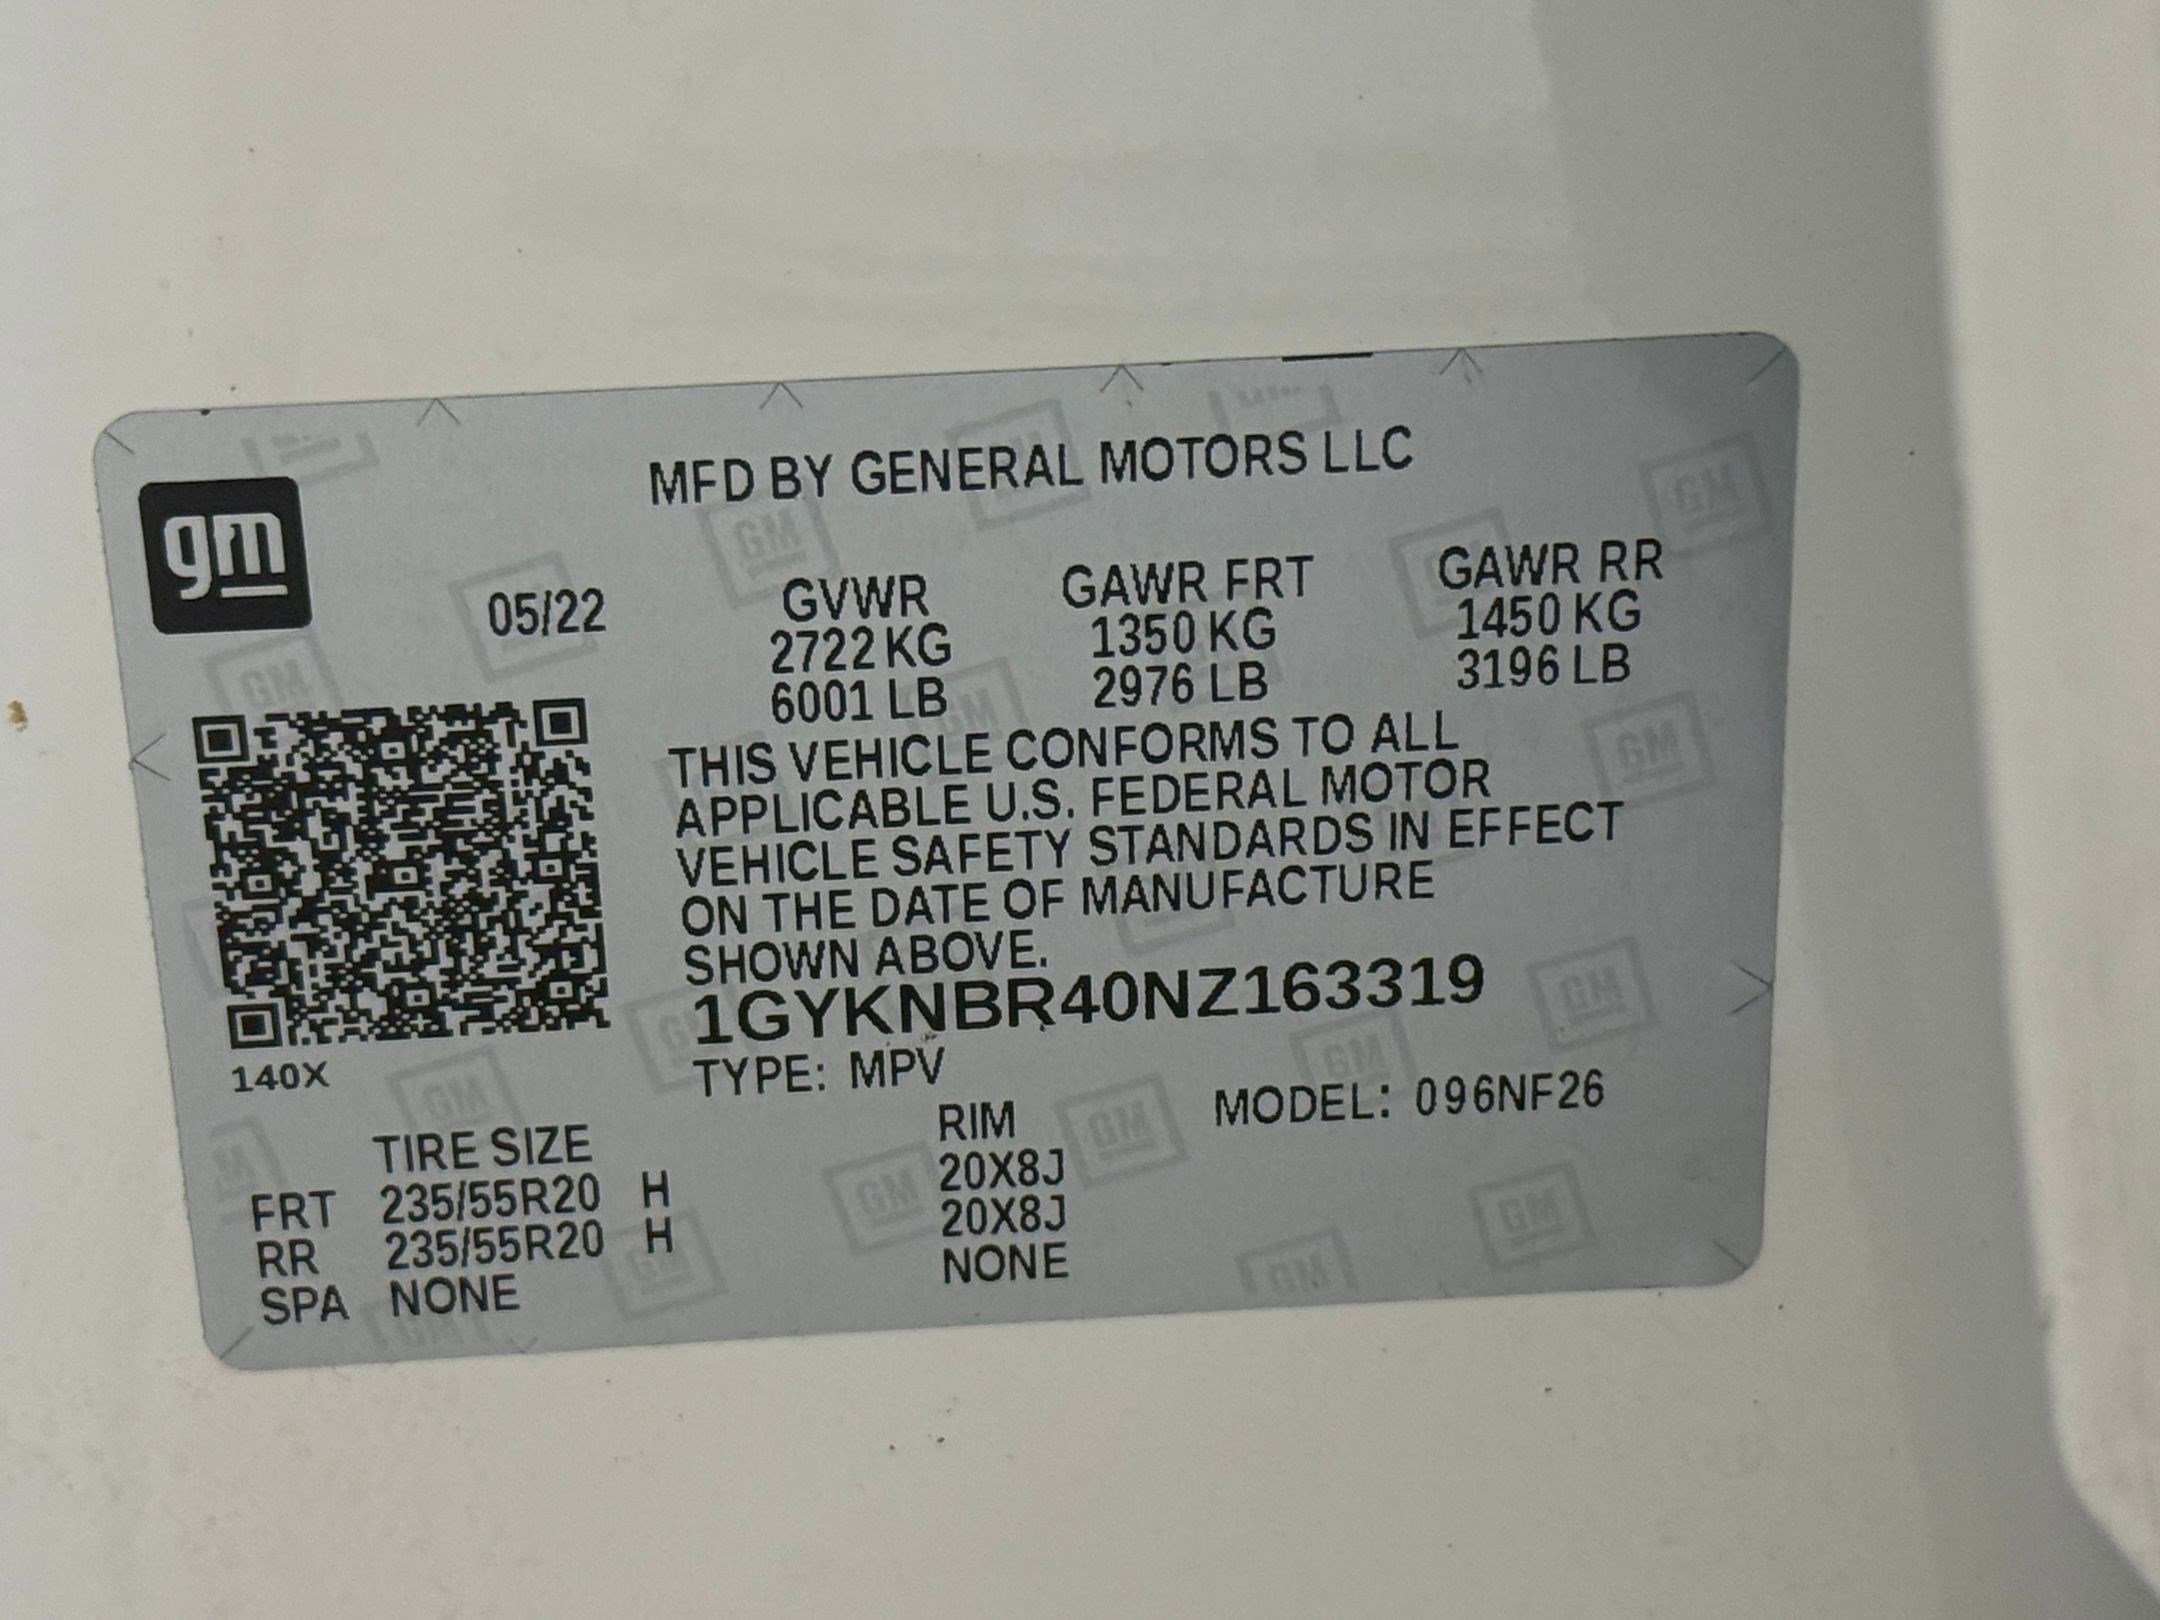 MFD BY GENERAL MOTORS LLC
gm
05/22 GVWR GAWR FRT GAWR RR
2722 KG 1350 KG 1450 KG
6001 LB 2976 LB 3196 LB
THIS VEHICLE CONFORMS TO ALL
APPLICABLE U.S. FEDERAL MOTOR
VEHICLE SAFETY STANDARDS IN EFFECT
ON THE DATE OF MANUFACTURE
SHOWN ABOVE.
1GYKNBR40NZ163319
140X
TYPE: MPV MODEL: 096NF26
TIRE SIZE RIM
FRT 235/55R20 H 20X8J
RR 235/55R20 H 20X8J
SPA NONE NONE